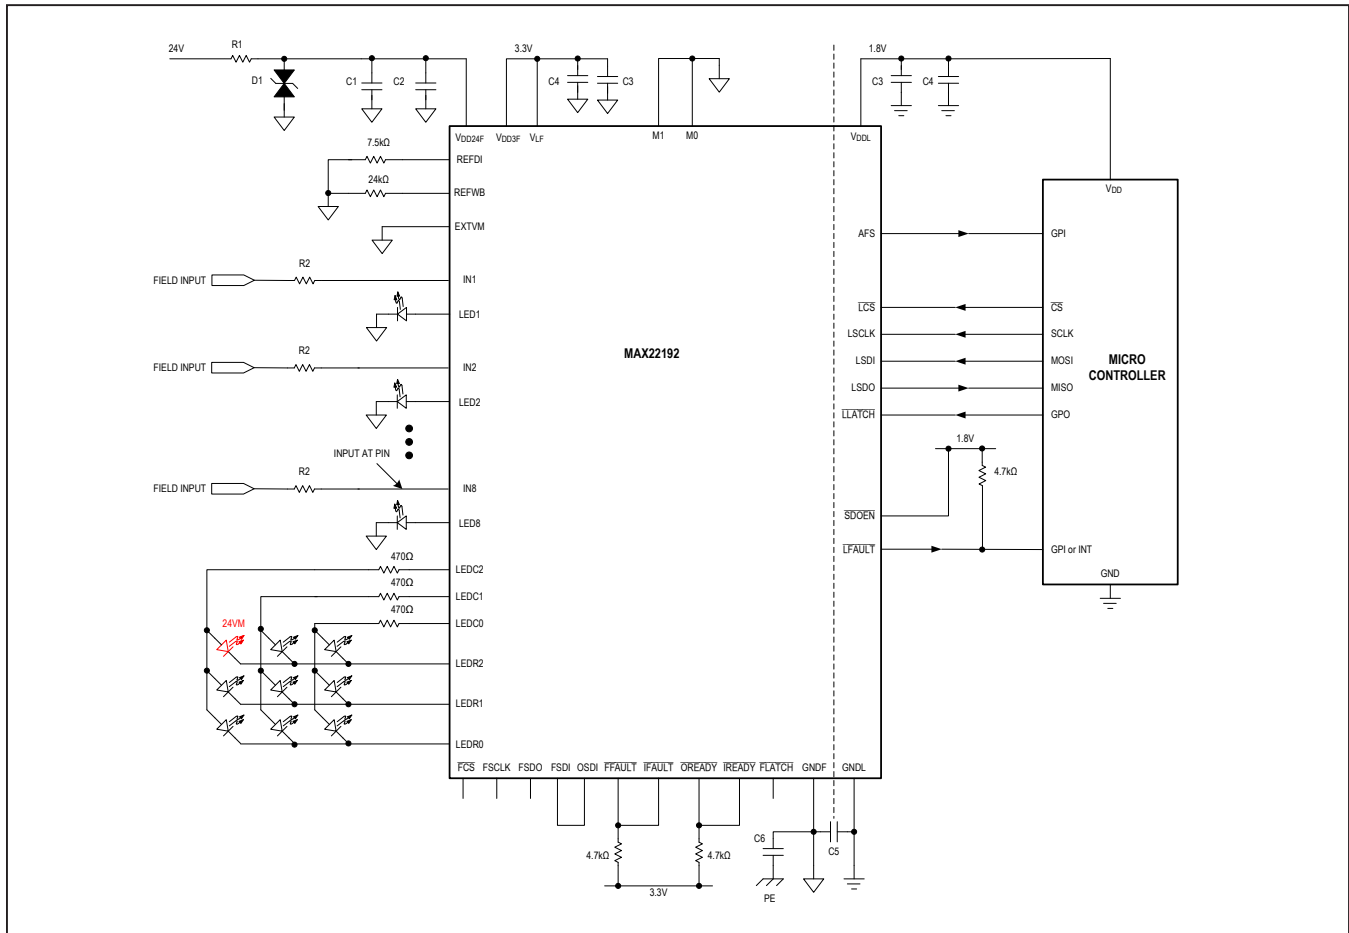 24V
R1
3.3V
1.8V
D1
C1
C2
C4
C3
C3
C4
VDD24F
VDD3F
VLF
M1
M0
VDDL
7.5kΩ
REFDI
24kΩ
REFWB
VDD
EXTVM
AFS
GPI
R2
FIELD INPUT
IN1
LCS
CS
LED1
LSCLK
SCLK
R2
MAX22192
LSDI
MOSI
MICRO
CONTROLLER
FIELD INPUT
IN2
LSDO
MISO
LED2
LLATCH
GPO
1.8V
INPUT AT PIN
4.7kΩ
R2
FIELD INPUT
IN8
SDOEN
LED8
LFAULT
GPI or INT
470Ω
LEDC2
GND
470Ω
LEDC1
470Ω
LEDC0
24VM
LEDR2
LEDR1
LEDR0
FCS
FSCLK
FSDO
FSDI
OSDI
FFAULT
IFAULT
OREADY
IREADY
FLATCH
GNDF
GNDL
C6
C5
4.7kΩ
4.7kΩ
3.3V
PE